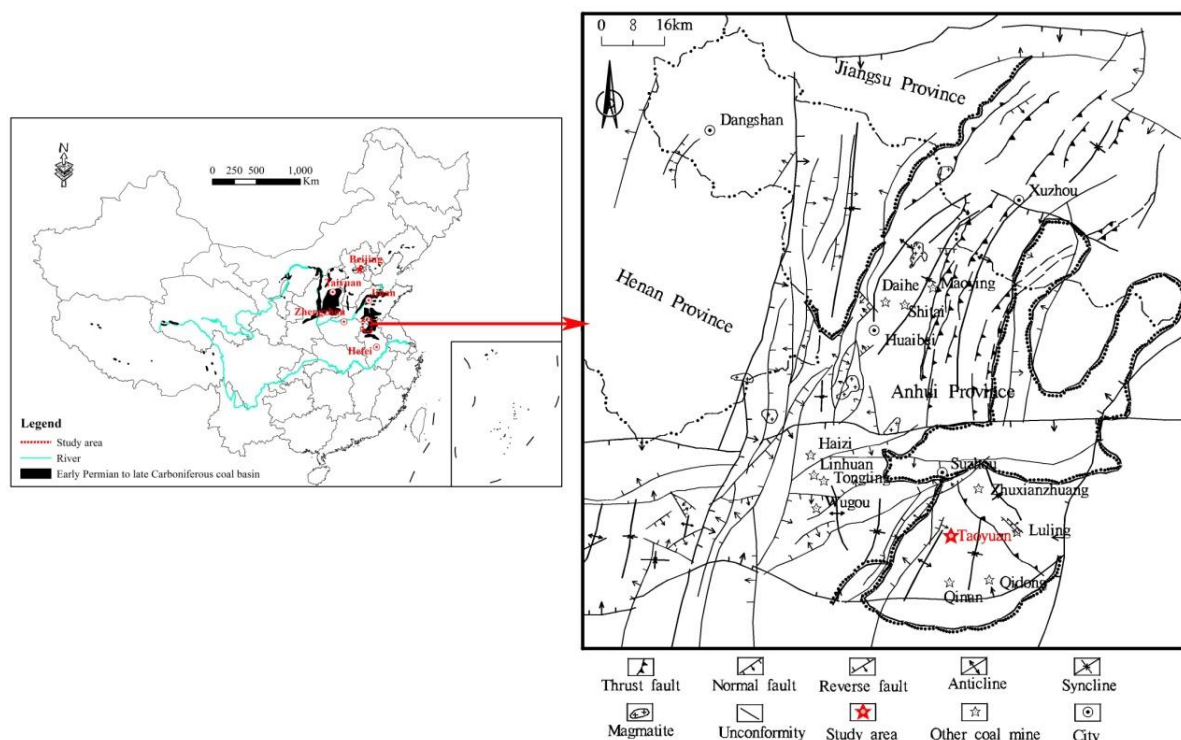 N
0 250 500 1,000
Km
Beijing
Taiyuan
Jinan
Zhengzhou
Hefei
Legend
Study area
River
Early Permian to late Carboniferous coal basin
0 8 16km
Jiangsu Province
Dangshan
Xuzhou
Henan Province
Daihe
Shitai
Huaibei
Anhui Province
Haizi
Linhuan
Tongting
Wugou
Suzhou
Zhuxianzhuang
Taoyuan
Luling
Qinan
Qidong
Thrust fault
Normal fault
Reverse fault
Anticline
Syncline
Magmatite
Unconformity
Study area
Other coal mine
City